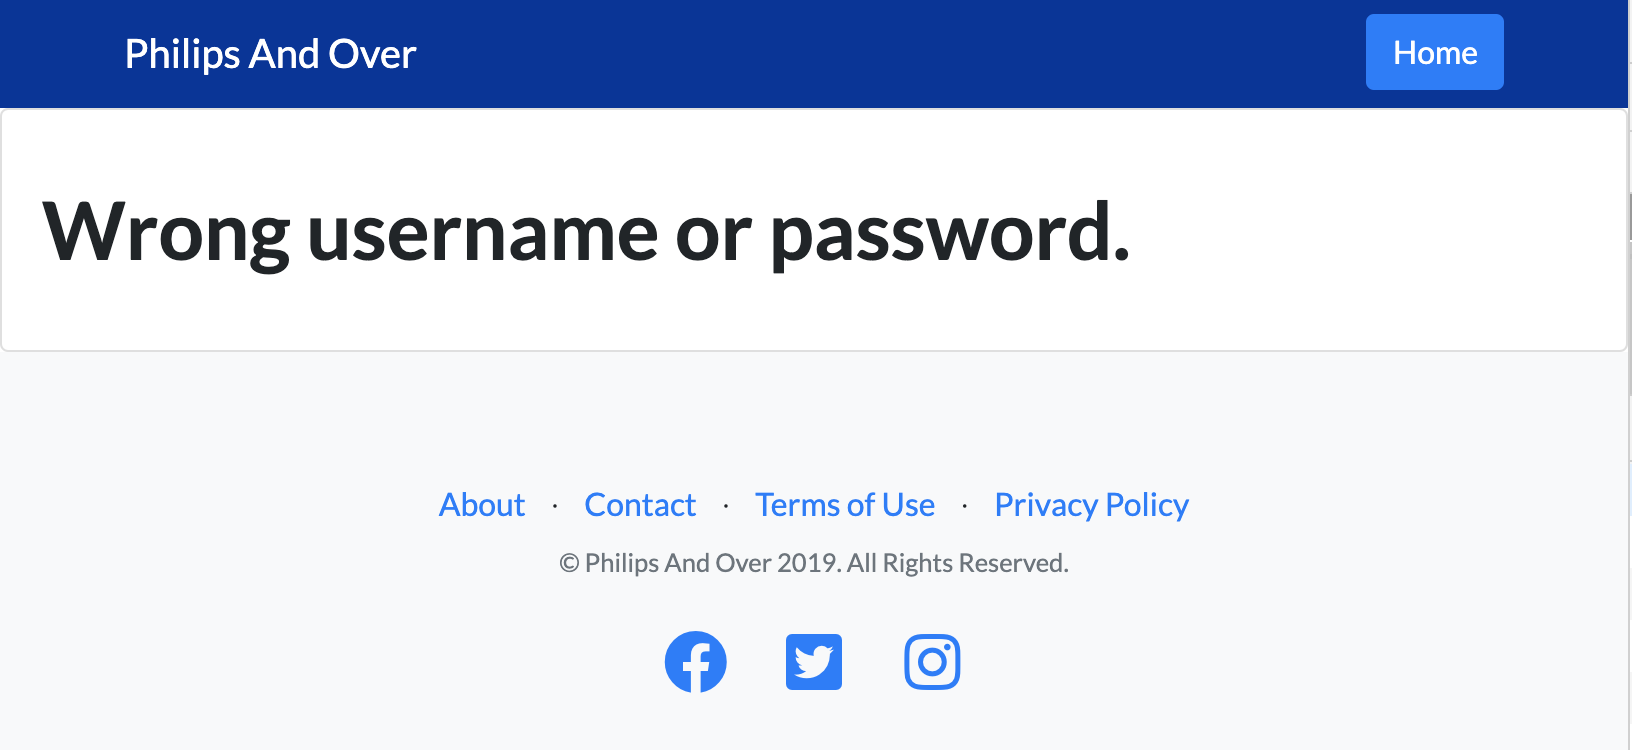 Philips And Over
Home
Wrong username or password.
About · Contact · Terms of Use · Privacy Policy
© Philips And Over 2019. All Rights Reserved.